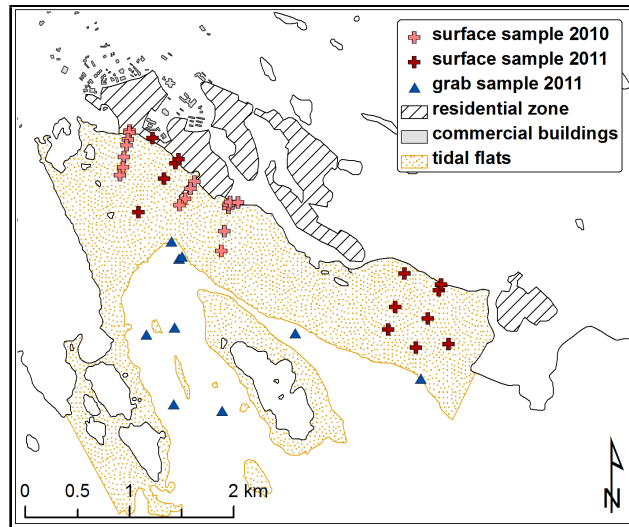 surface sample 2010
surface sample 2011
grab sample 2011
residential zone
commercial buildings
tidal flats
0 0.5 1 2 km
N